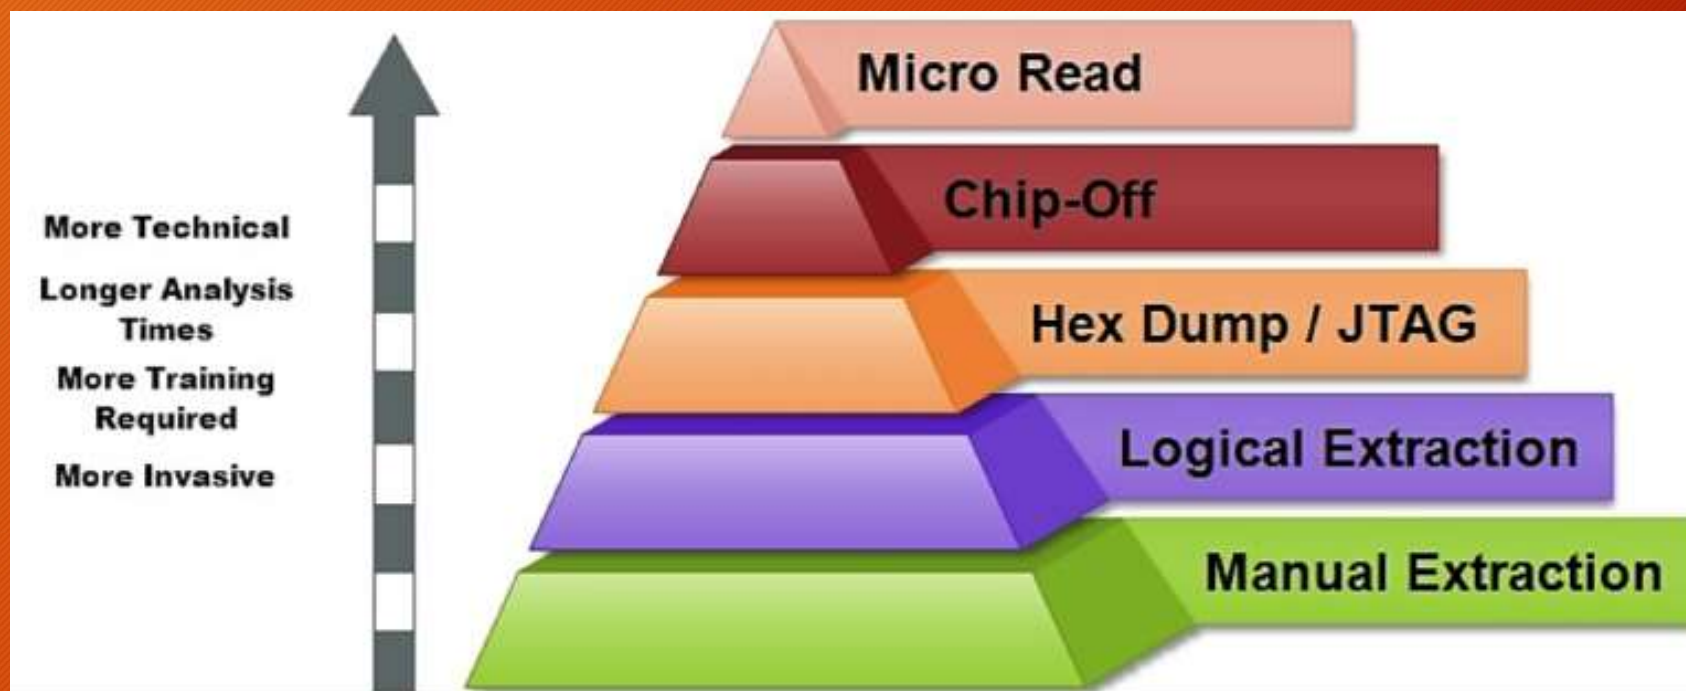 Micro Read
Chip-Off
Hex Dump / JTAG
Logical Extraction
Manual Extraction
More Technical
Longer Analysis
Times
More Training
Required
More Invasive